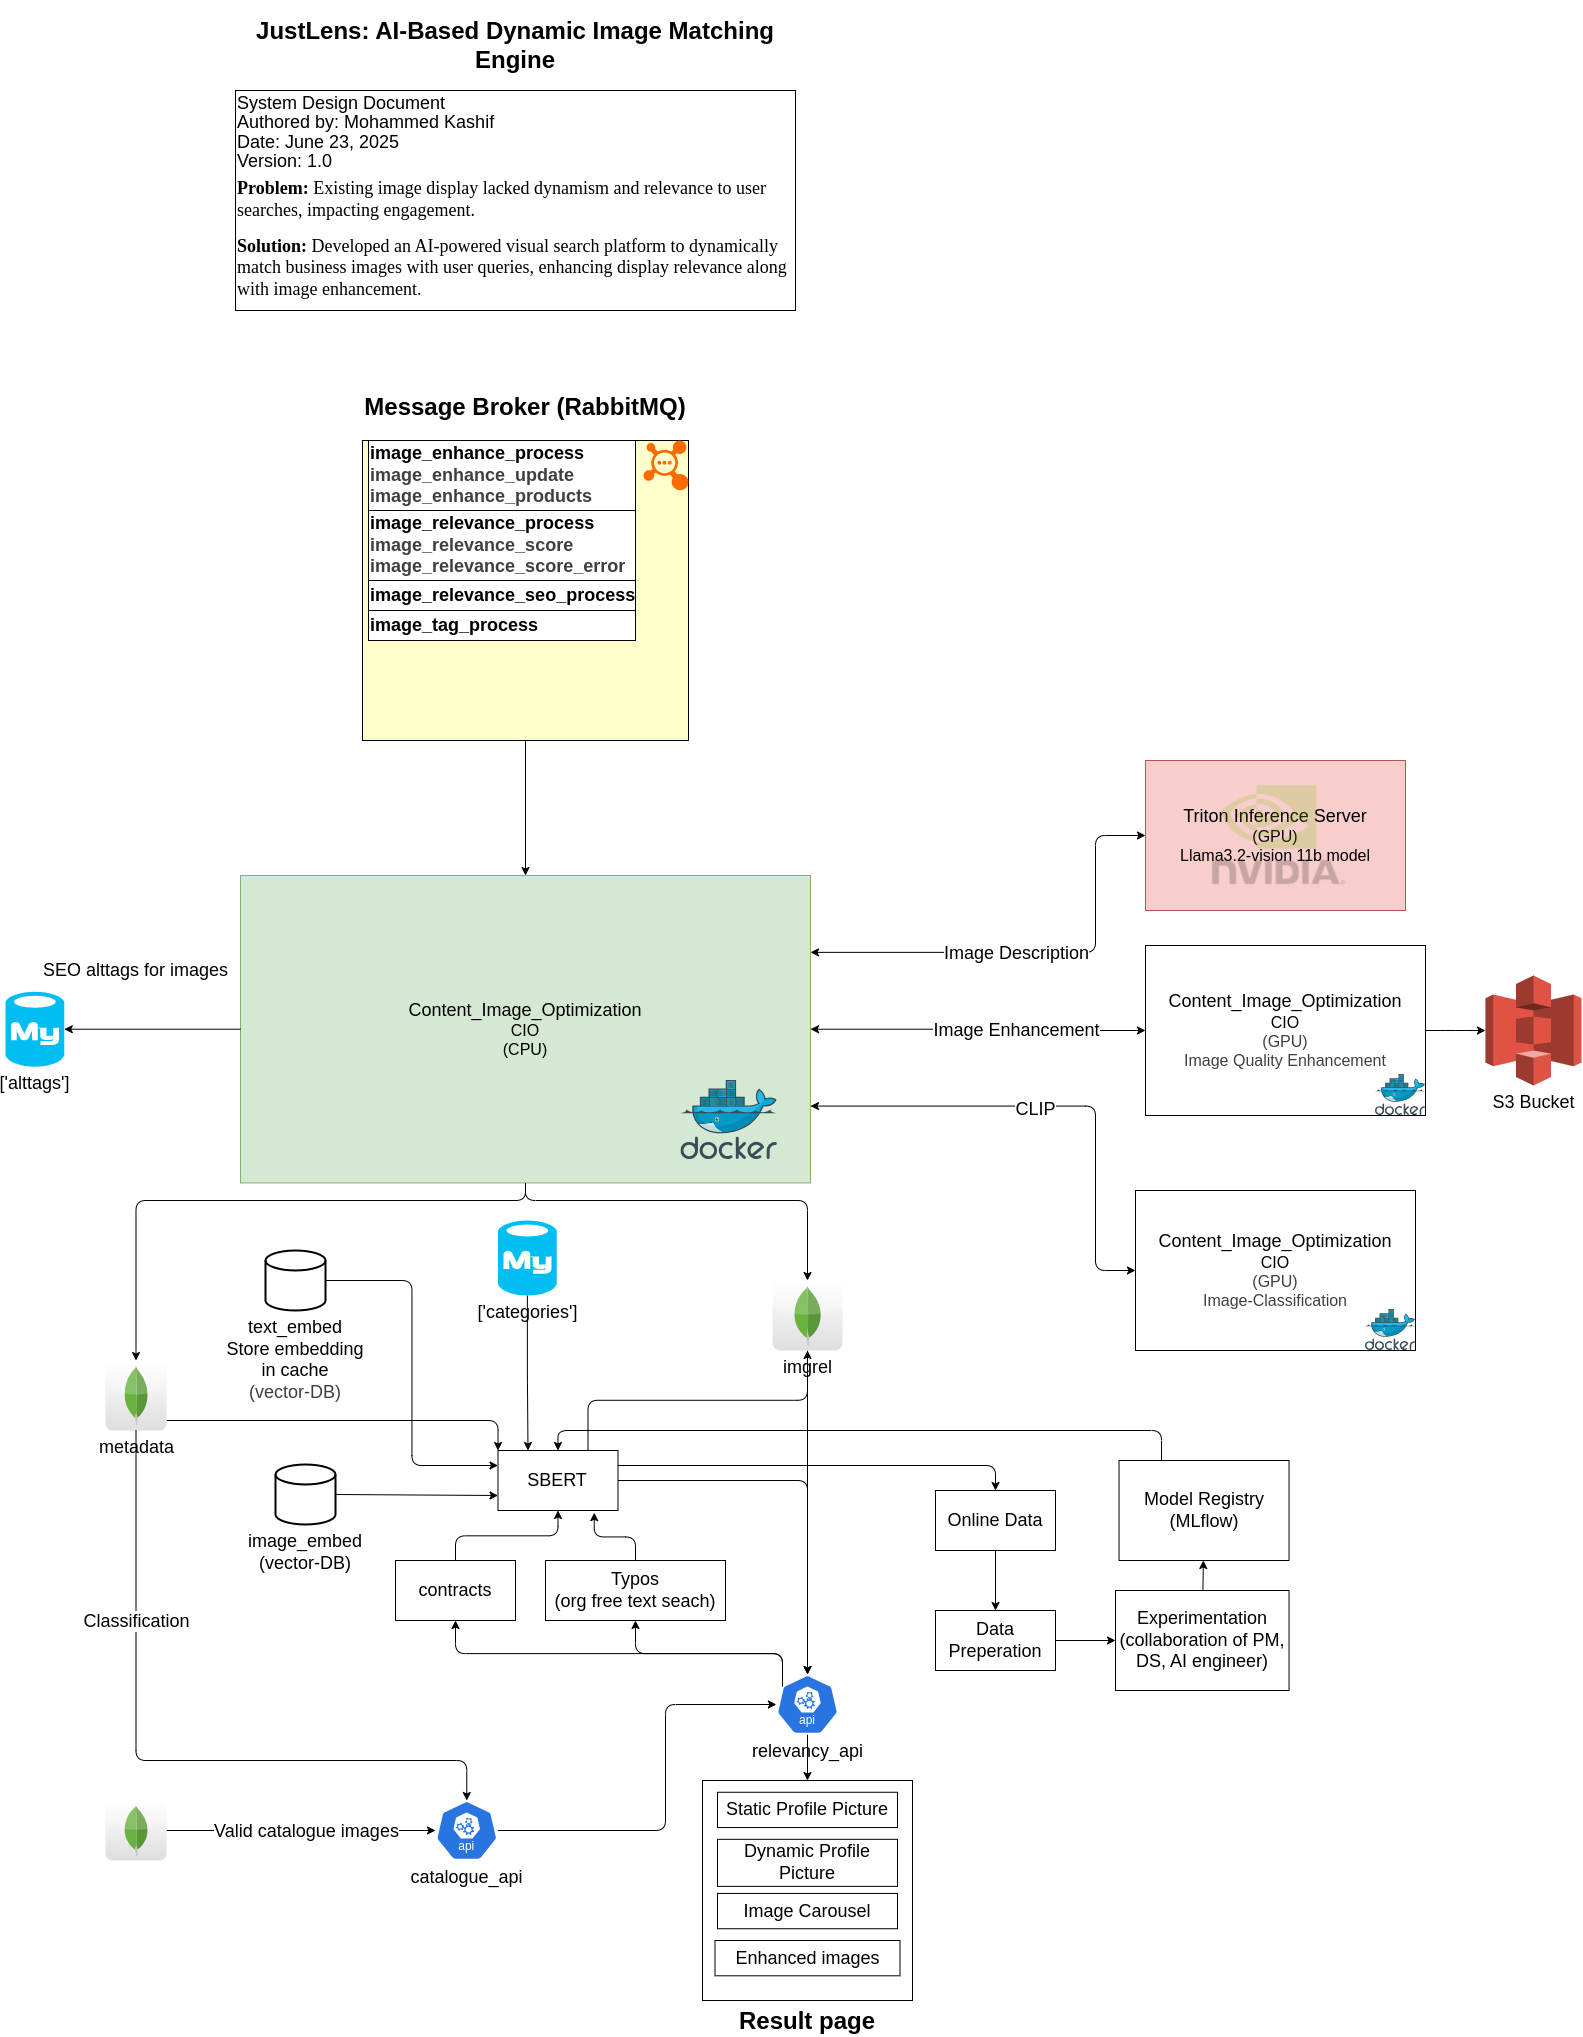 JustLens: AI-Based Dynamic Image Matching
Engine
System Design Document
Authored by: Mohammed Kashif
Date: June 23, 2025
Version: 1.0
Problem: Existing image display lacked dynamism and relevance to user
searches, impacting engagement.
Solution: Developed an AI-powered visual search platform to dynamically
match business images with user queries, enhancing display relevance along
with image enhancement.
Message Broker (RabbitMQ)
image_enhance_process
image_enhance_update
image_enhance_products
image_relevance_process
image_relevance_score
image_relevance_score_error
image_relevance_seo_process
image_tag_process
Triton Inference Server
(GPU)
Llama3.2-vision 11b model
nVIDIA.
Image Description
SEO alttags for images
My
['alttags']
Content_Image_Optimization
CIO
(CPU)
docker
Image Enhancement
Content_Image_Optimization
CIO
(GPU)
Image Quality Enhancement
docker
S3 Bucket
CLIP
Content_Image_Optimization
CIO
(GPU)
Image-Classification
docker
text_embed
Store embedding
in cache
(vector-DB)
My
['categories']
imgrel
metadata
SBERT
image_embed
(vector-DB)
contracts
Typos
(org free text seach)
Online Data
Data
Preperation
Model Registry
(MLflow)
Experimentation
(collaboration of PM,
DS, AI engineer)
Classification
api
relevancy_api
Valid catalogue images
api
catalogue_api
Static Profile Picture
Dynamic Profile
Picture
Image Carousel
Enhanced images
Result page